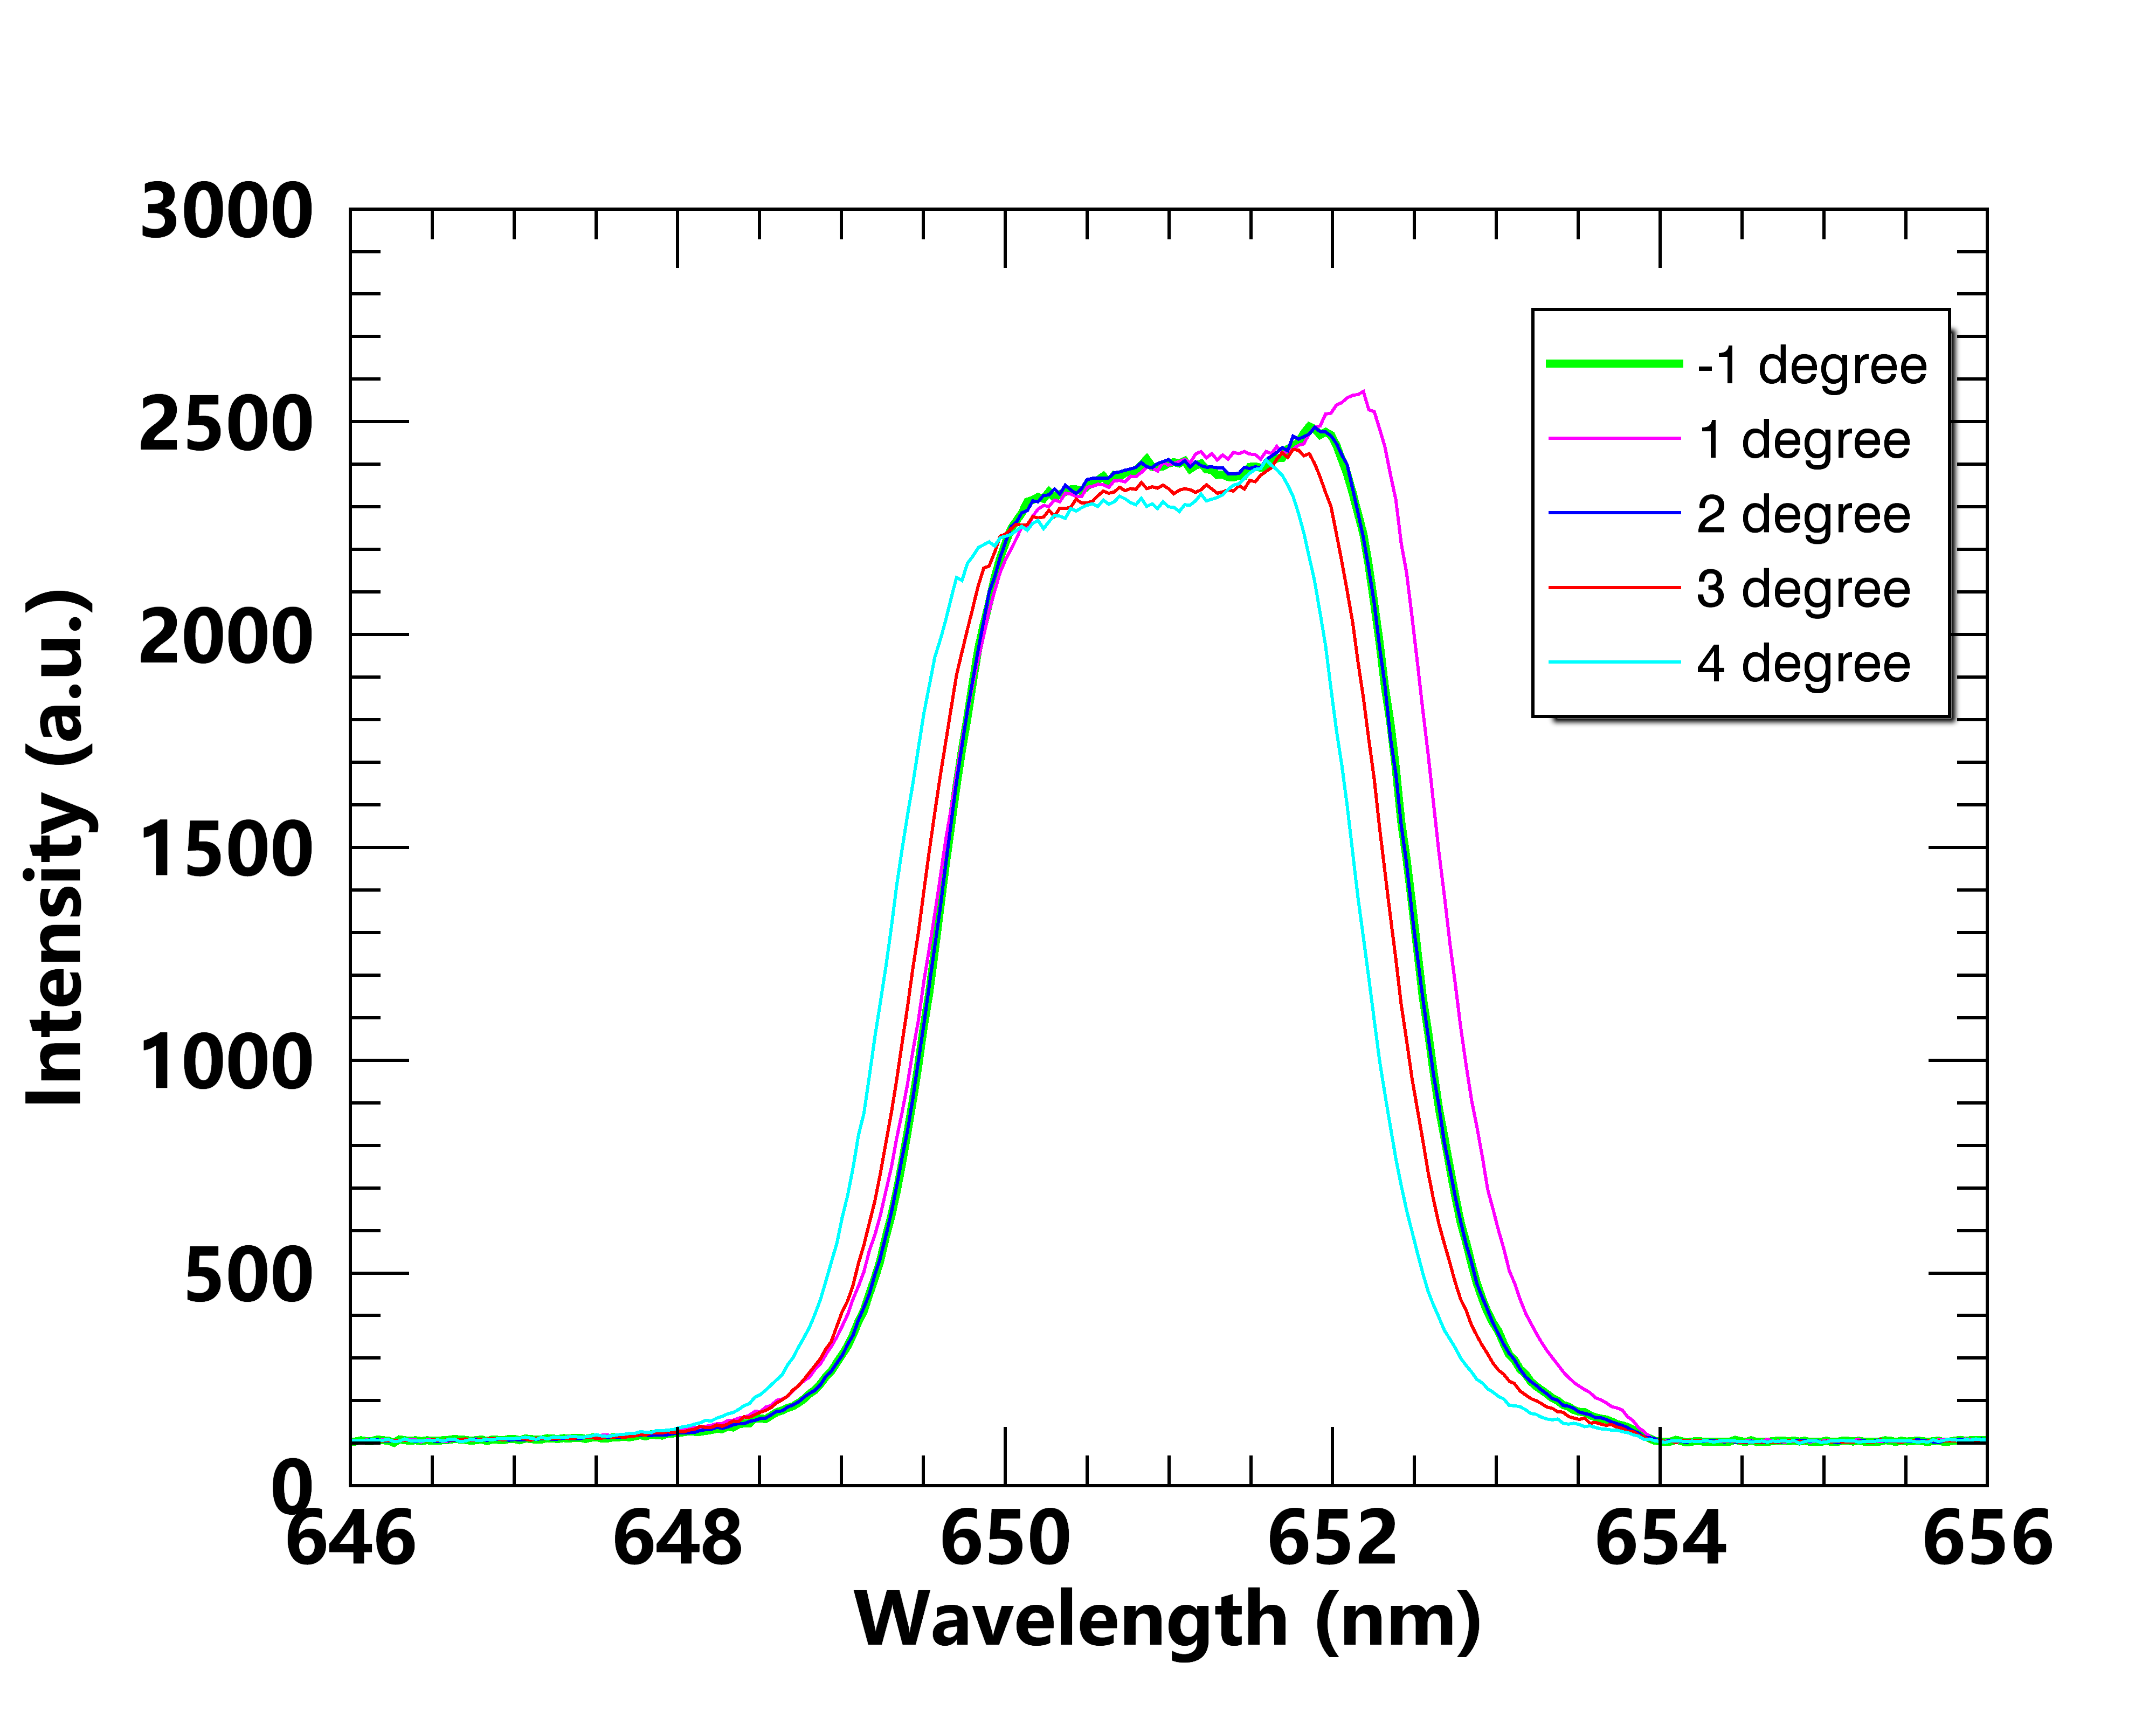 3000
2500
2000
1500
1000
500
0
Intensity (a.u.)
-1 degree
1 degree
2 degree
3 degree
4 degree
646 648 650 652 654 656
Wavelength (nm)